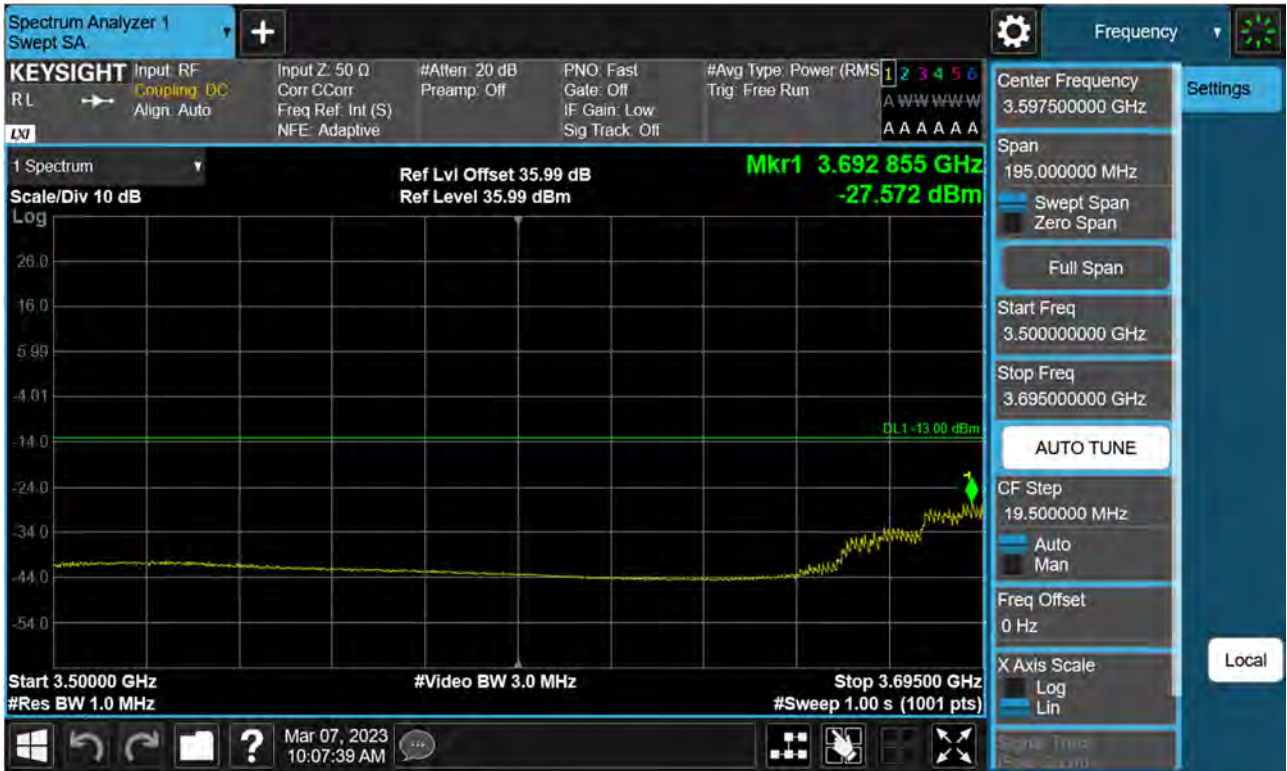 Spectrum Analyzer 1
Swept SA
+
Frequency
KEYSIGHT
RL
LXI
Input: RF
Coupling: DC
Align: Auto
Input Z: 50 Ω
Corr CCorr
Freq Ref: Int (S)
NFE: Adaptive
#Atten: 20 dB
Preamp: Off
PNO: Fast
Gate: Off
IF Gain: Low
Sig Track: Off
#Avg Type: Power (RMS
Trig: Free Run
1 2 3 4 5 6
A W W W W W
A A A A A A
1 Spectrum
Scale/Div 10 dB
Log
Ref Lvl Offset 35.99 dB
Ref Level 35.99 dBm
Mkr1 3.692 855 GHz
-27.572 dBm
26.0
16.0
5.99
-4.01
-14.0
-24.0
-34.0
-44.0
-54.0
DL1 -13.00 dBm
1
Start 3.50000 GHz
#Res BW 1.0 MHz
#Video BW 3.0 MHz
Stop 3.69500 GHz
#Sweep 1.00 s (1001 pts)
Center Frequency
3.597500000 GHz
Span
195.000000 MHz
Swept Span
Zero Span
Full Span
Start Freq
3.500000000 GHz
Stop Freq
3.695000000 GHz
AUTO TUNE
CF Step
19.500000 MHz
Auto
Man
Freq Offset
0 Hz
X Axis Scale
Log
Lin
Settings
Local
?
Mar 07, 2023
10:07:39 AM